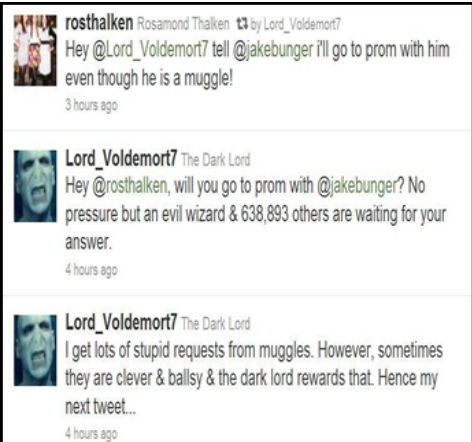 rosthalken Rosamond Thalken by Lord_Voldemort7
Hey @Lord_Voldemort7 tell @jakebunger i'll go to prom with him
even though he is a muggle!
3 hours ago
Lord_Voldemort7 The Dark Lord
Hey @rosthalken, will you go to prom with @jakebunger? No
pressure but an evil wizard & 638,893 others are waiting for your
answer.
4 hours ago
Lord_Voldemort7 The Dark Lord
I get lots of stupid requests from muggles. However, sometimes
they are clever & ballsy & the dark lord rewards that. Hence my
next tweet...
4 hours ago